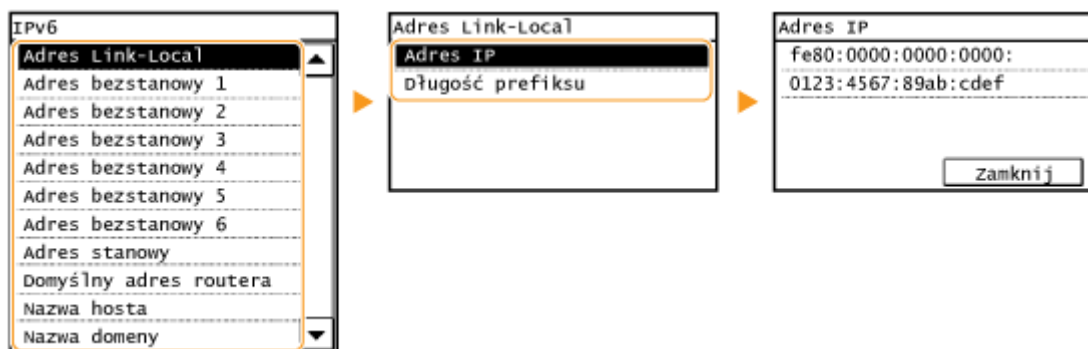 IPv6
Adres Link-Local
Adres bezstanowy 1
Adres bezstanowy 2
Adres bezstanowy 3
Adres bezstanowy 4
Adres bezstanowy 5
Adres bezstanowy 6
Adres stanowy
Domyślny adres routera
Nazwa hosta
Nazwa domeny
Adres Link-Local
Adres IP
Długość prefiksu
Adres IP
fe80:0000:0000:0000:
0123:4567:89ab:cdef
Zamknij